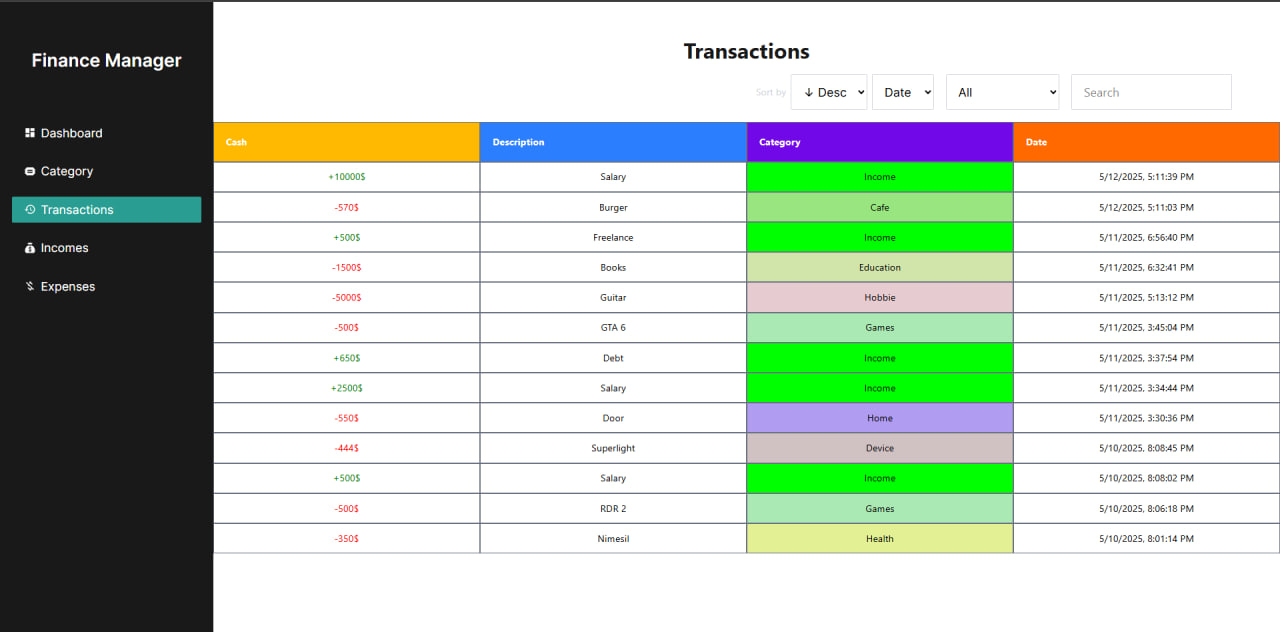 Finance Manager
Dashboard
Category
Transactions
Incomes
Expenses
Transactions
Sort by ↓ Desc Date All Search
Cash Description Category Date
+10000$ Salary Income 5/12/2025, 5:11:39 PM
-570$ Burger Cafe 5/12/2025, 5:11:03 PM
+500$ Freelance Income 5/11/2025, 6:56:40 PM
-1500$ Books Education 5/11/2025, 6:32:41 PM
-5000$ Guitar Hobbie 5/11/2025, 5:13:12 PM
-500$ GTA 6 Games 5/11/2025, 3:45:04 PM
+650$ Debt Income 5/11/2025, 3:37:54 PM
+2500$ Salary Income 5/11/2025, 3:34:44 PM
-550$ Door Home 5/11/2025, 3:30:36 PM
-444$ Superlight Device 5/10/2025, 8:08:45 PM
+500$ Salary Income 5/10/2025, 8:08:02 PM
-500$ RDR 2 Games 5/10/2025, 8:06:18 PM
-350$ Nimesil Health 5/10/2025, 8:01:14 PM